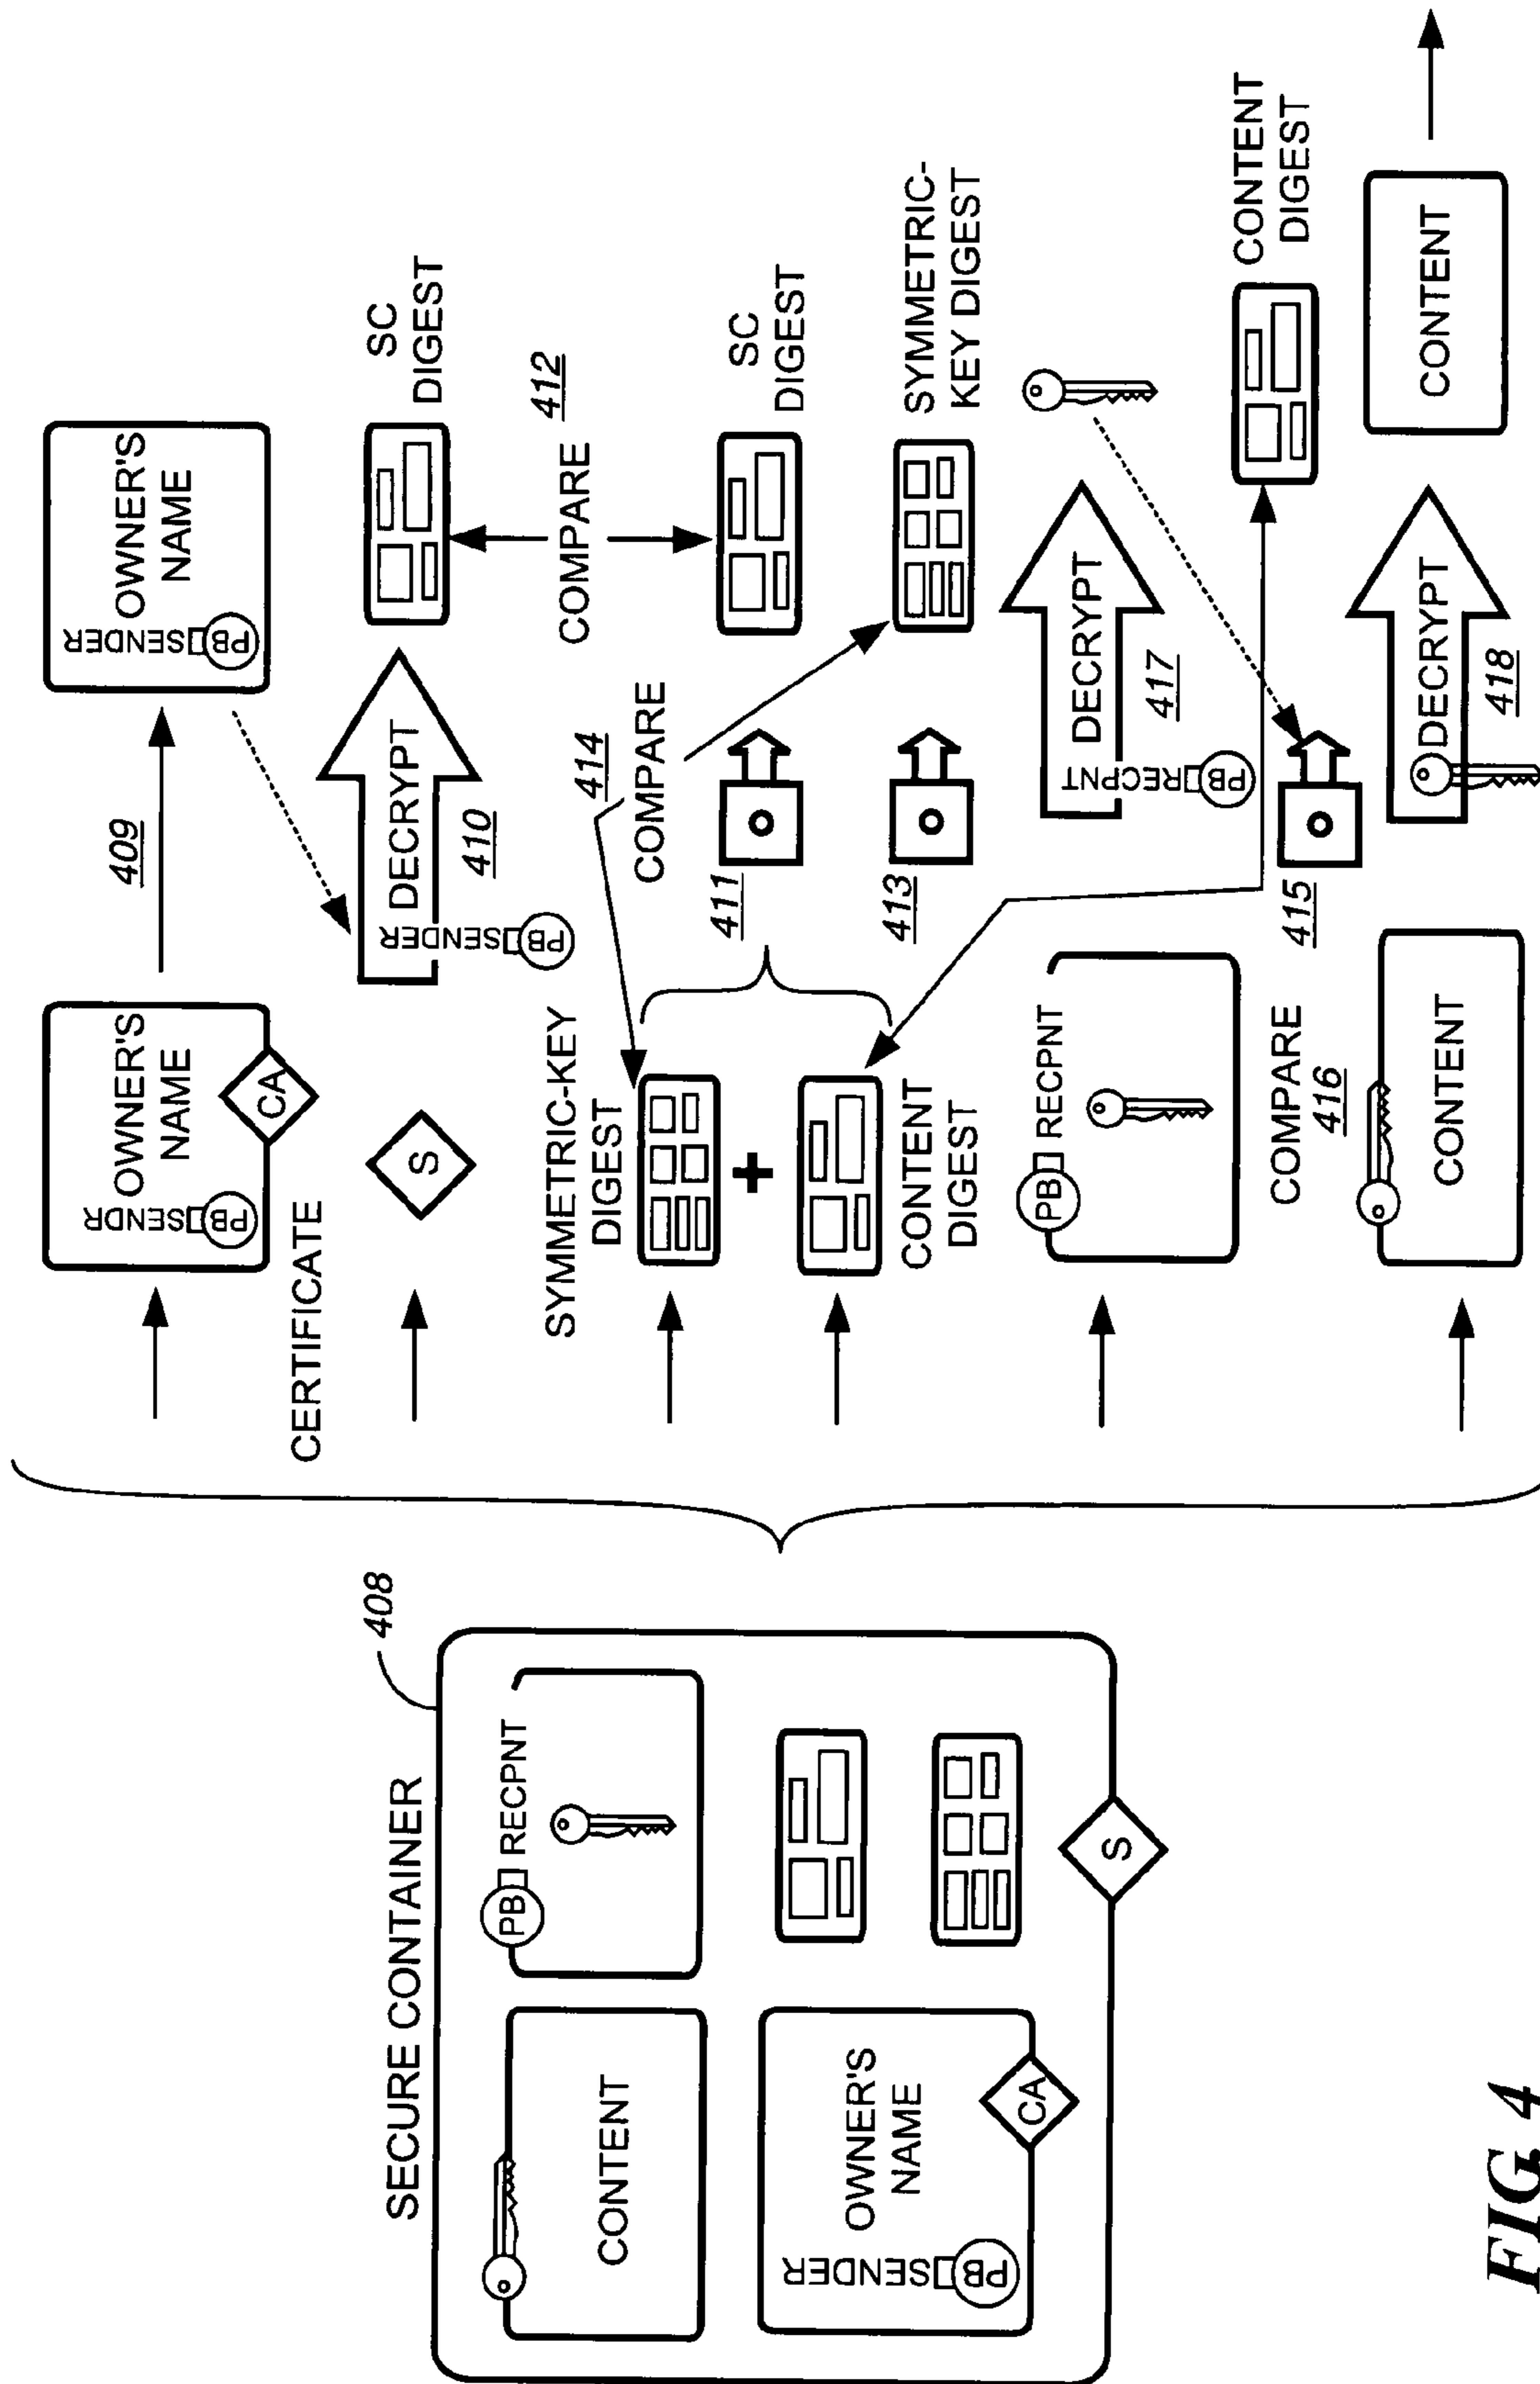 SECURE CONTAINER
408
CONTENT
PB RECPNT
OWNER'S
NAME
SENDER
PB
CA
S
OWNER'S
NAME
SENDR
PB
CA
CERTIFICATE
409
OWNER'S
NAME
SENDER
PB
S
DECRYPT
SENDER
PB
410
SC
DIGEST
COMPARE
412
SYMMETRIC-KEY
DIGEST
+
CONTENT
DIGEST
414
COMPARE
411
SC
DIGEST
413
SYMMETRIC-
KEY DIGEST
PB RECPNT
DECRYPT
RECPNT
PB
417
COMPARE
416
415
CONTENT
DIGEST
CONTENT
DECRYPT
418
CONTENT
FIG. 4